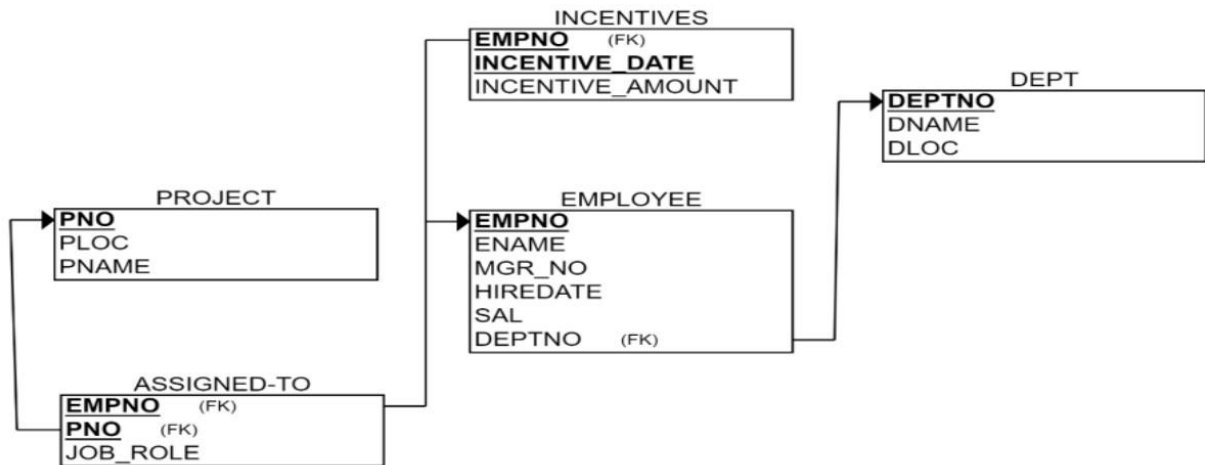 INCENTIVES
EMPNO (FK)
INCENTIVE_DATE
INCENTIVE_AMOUNT
DEPT
DEPTNO
DNAME
DLOC
PROJECT
PNO
PLOC
PNAME
EMPLOYEE
EMPNO
ENAME
MGR_NO
HIREDATE
SAL
DEPTNO (FK)
ASSIGNED-TO
EMPNO (FK)
PNO (FK)
JOB_ROLE